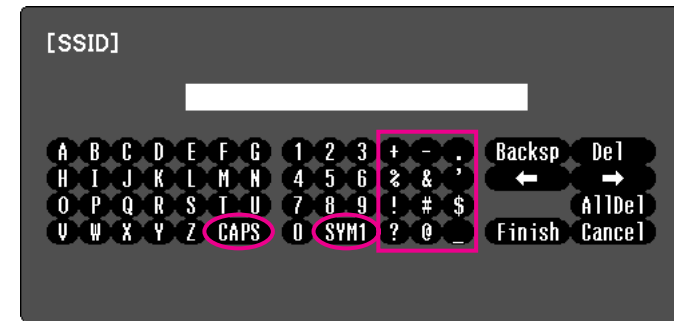 [SSID]
A B C D E F G 1 2 3 + - . Backsp Del
H I J K L M N 4 5 6 % & ' ← →
O P Q R S T U 7 8 9 ! # $ AllDel
V W X Y Z CAPS 0 SYM1 ? @ _ Finish Cancel